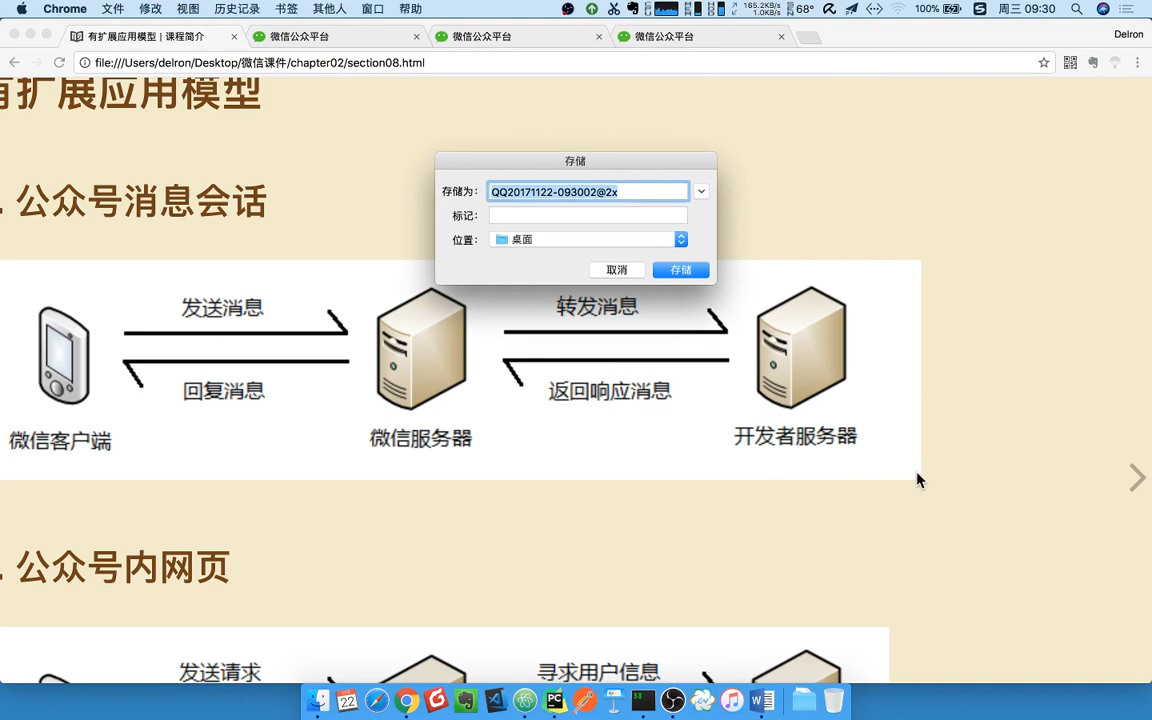 Chrome 文件 修改 视图 历史记录 书签 其他人 窗口 帮助 165.2KB/s 1.0KB/s 68° 100% 周三 09:30
有扩展应用模型 | 课程简介 微信公众平台 微信公众平台 微信公众平台 Delron
file:///Users/delron/Desktop/微信课件/chapter02/section08.html
有扩展应用模型
存储
存储为: QQ20171122-093002@2x
标记:
位置: 桌面
取消 存储
. 公众号消息会话
发送消息 转发消息
回复消息 返回响应消息
微信客户端 微信服务器 开发者服务器
. 公众号内网页
发送请求 寻求用户信息
22 PC W